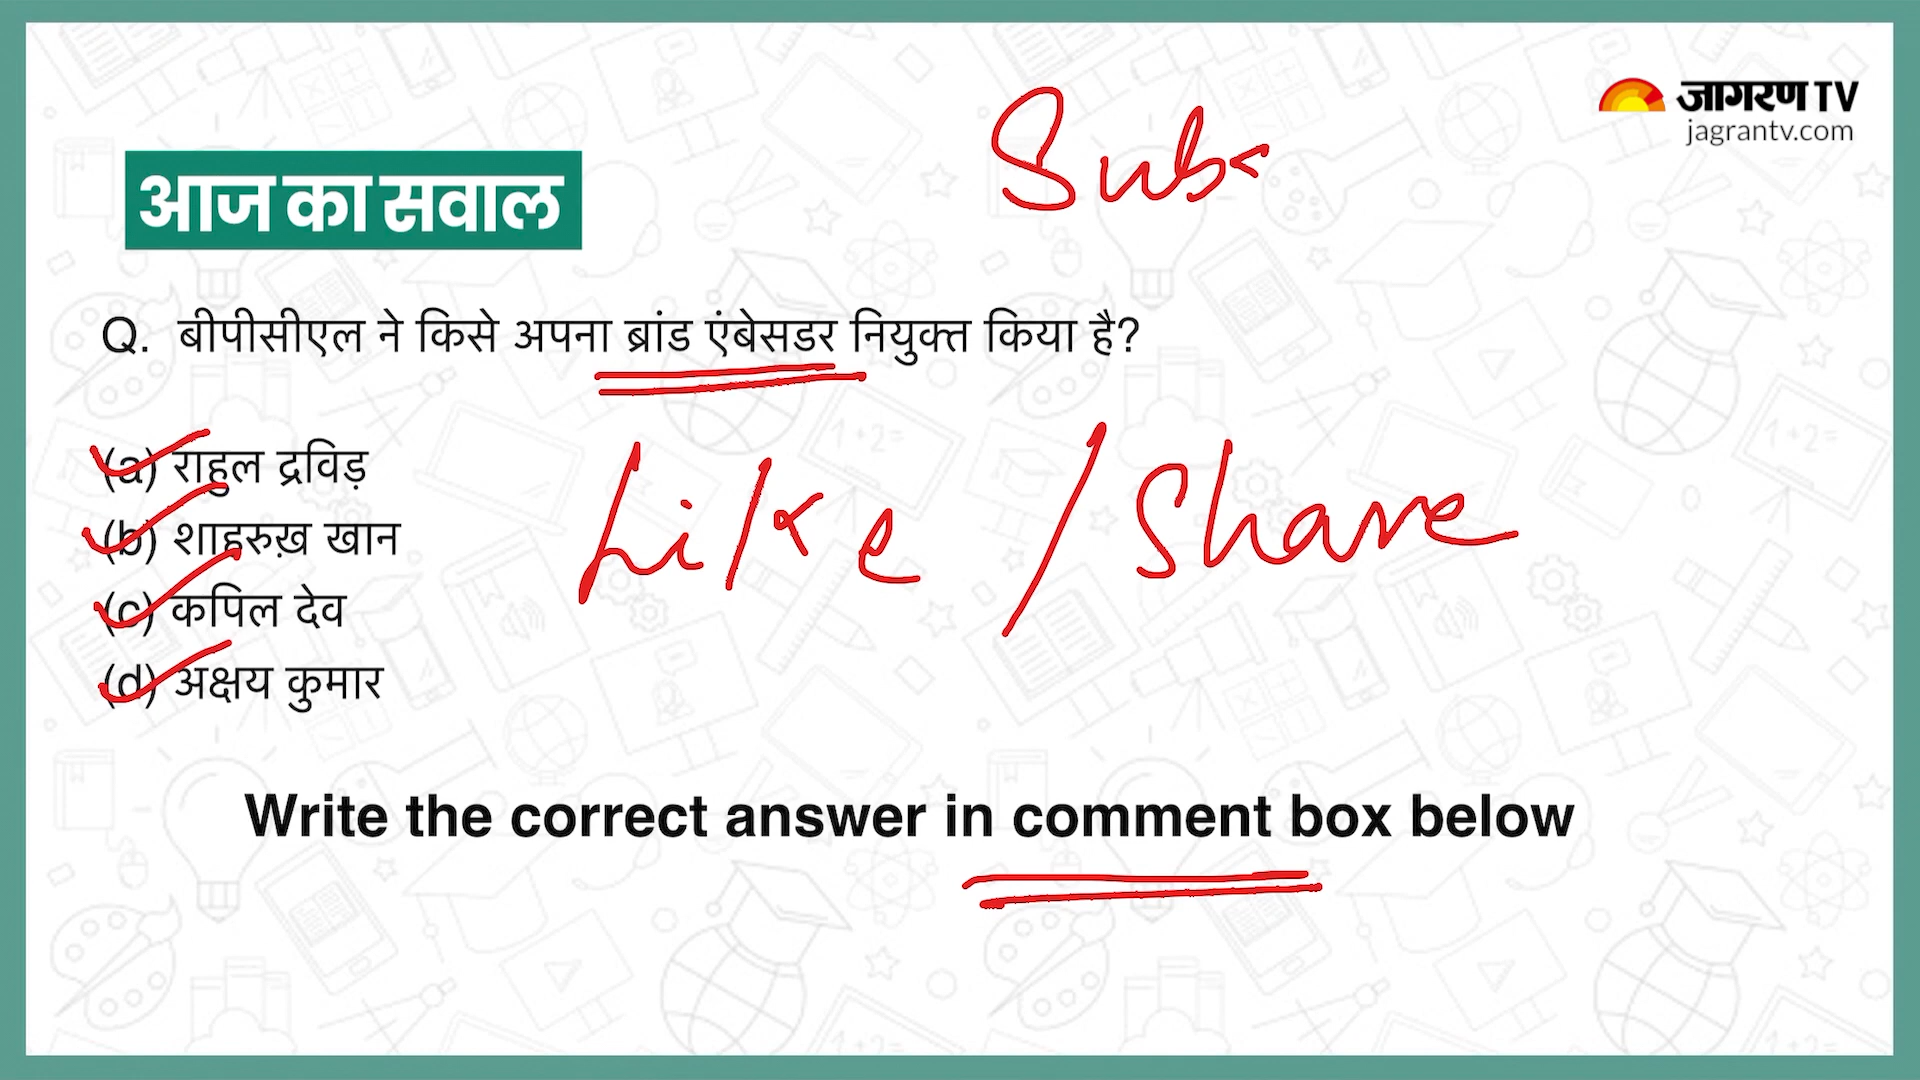 जागरण TV
jagrantv.com
Subs
आज का सवाल
Q. बीपीसीएल ने किसे अपना ब्रांड एंबेसडर नियुक्त किया है?
(a) राहुल द्रविड़
(b) शाहरुख़ खान
(c) कपिल देव
(d) अक्षय कुमार
Like / Share
Write the correct answer in comment box below